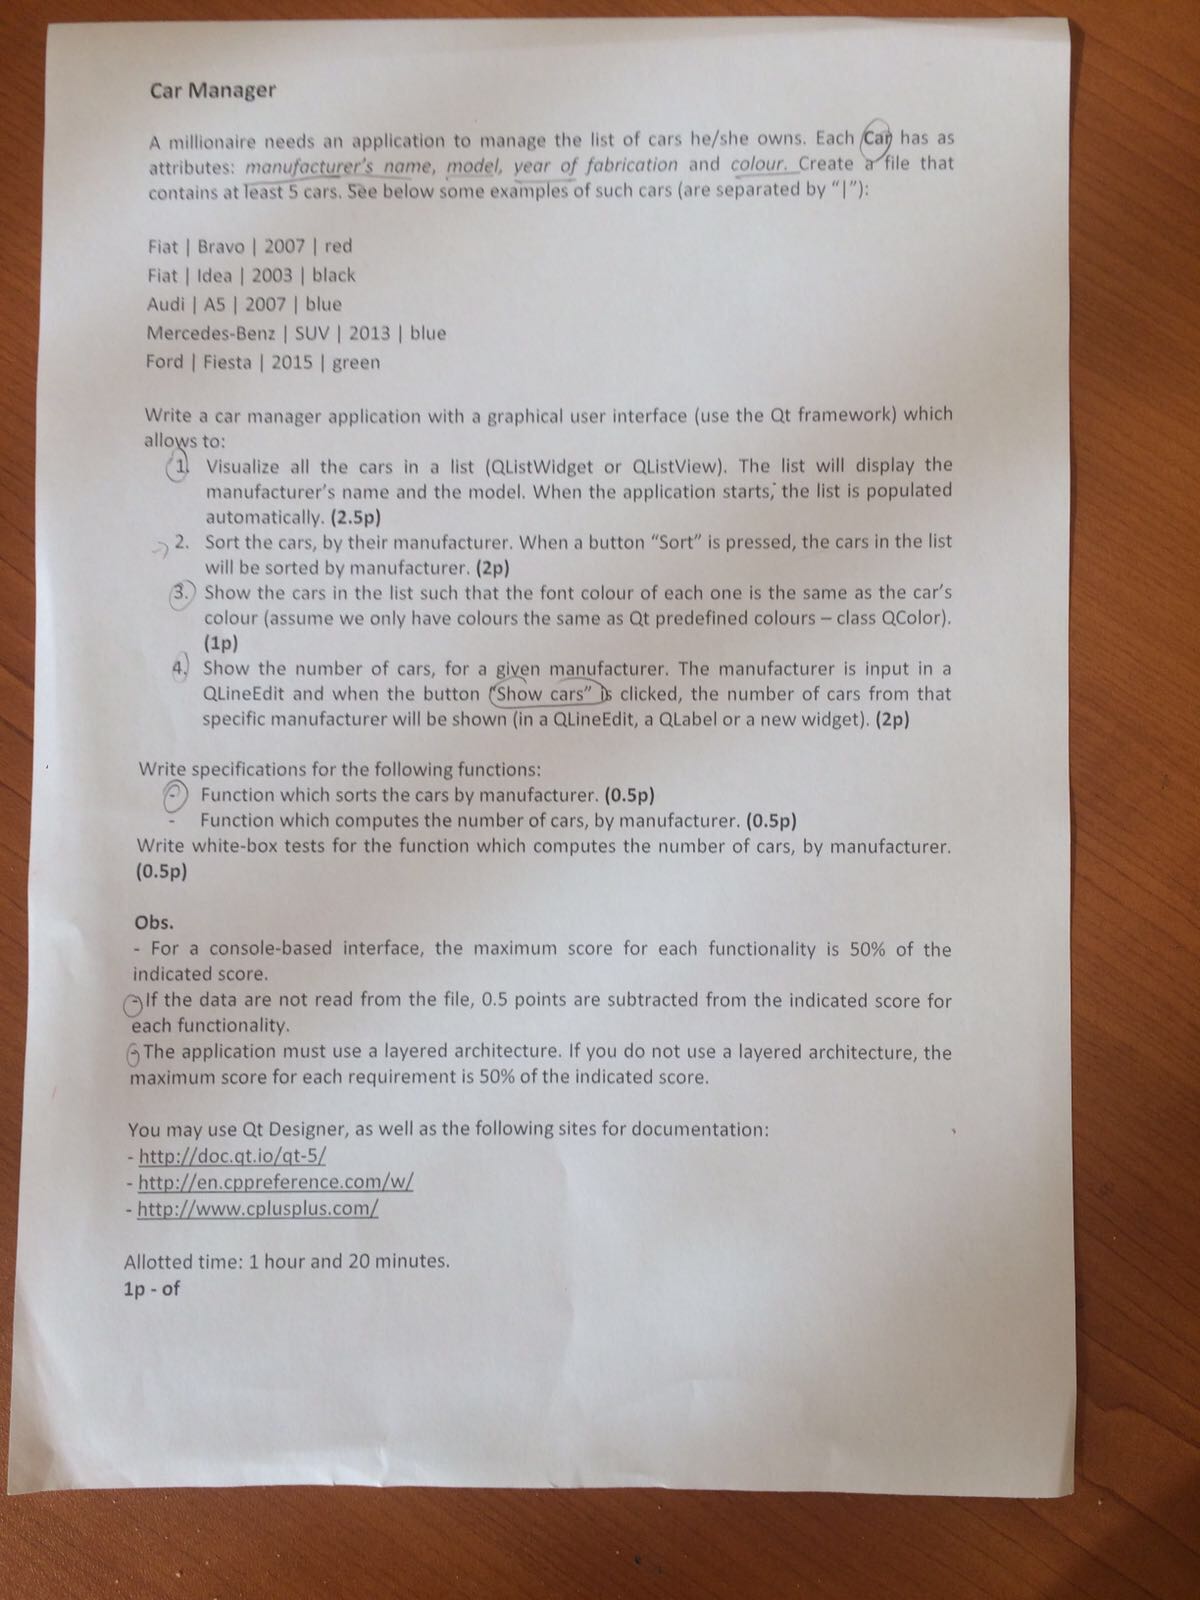 Car Manager
A millionaire needs an application to manage the list of cars he/she owns. Each Car has as
attributes: manufacturer's name, model, year of fabrication and colour. Create a file that
contains at least 5 cars. See below some examples of such cars (are separated by "|"):
Fiat | Bravo | 2007 | red
Fiat | Idea | 2003 | black
Audi | A5 | 2007 | blue
Mercedes-Benz | SUV | 2013 | blue
Ford | Fiesta | 2015 | green
Write a car manager application with a graphical user interface (use the Qt framework) which
allows to:
1. Visualize all the cars in a list (QListWidget or QListView). The list will display the
manufacturer's name and the model. When the application starts, the list is populated
automatically. (2.5p)
2. Sort the cars, by their manufacturer. When a button "Sort" is pressed, the cars in the list
will be sorted by manufacturer. (2p)
3. Show the cars in the list such that the font colour of each one is the same as the car's
colour (assume we only have colours the same as Qt predefined colours – class QColor).
(1p)
4. Show the number of cars, for a given manufacturer. The manufacturer is input in a
QLineEdit and when the button "Show cars" is clicked, the number of cars from that
specific manufacturer will be shown (in a QLineEdit, a QLabel or a new widget). (2p)
Write specifications for the following functions:
- Function which sorts the cars by manufacturer. (0.5p)
- Function which computes the number of cars, by manufacturer. (0.5p)
Write white-box tests for the function which computes the number of cars, by manufacturer.
(0.5p)
Obs.
- For a console-based interface, the maximum score for each functionality is 50% of the
indicated score.
- If the data are not read from the file, 0.5 points are subtracted from the indicated score for
each functionality.
- The application must use a layered architecture. If you do not use a layered architecture, the
maximum score for each requirement is 50% of the indicated score.
You may use Qt Designer, as well as the following sites for documentation:
- http://doc.qt.io/qt-5/
- http://en.cppreference.com/w/
- http://www.cplusplus.com/
Allotted time: 1 hour and 20 minutes.
1p - of